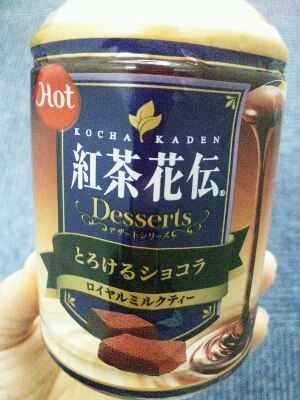 Hot
KOCHA KADEN
紅茶花伝®
Desserts
デザートシリーズ
とろけるショコラ
ロイヤルミルクティー